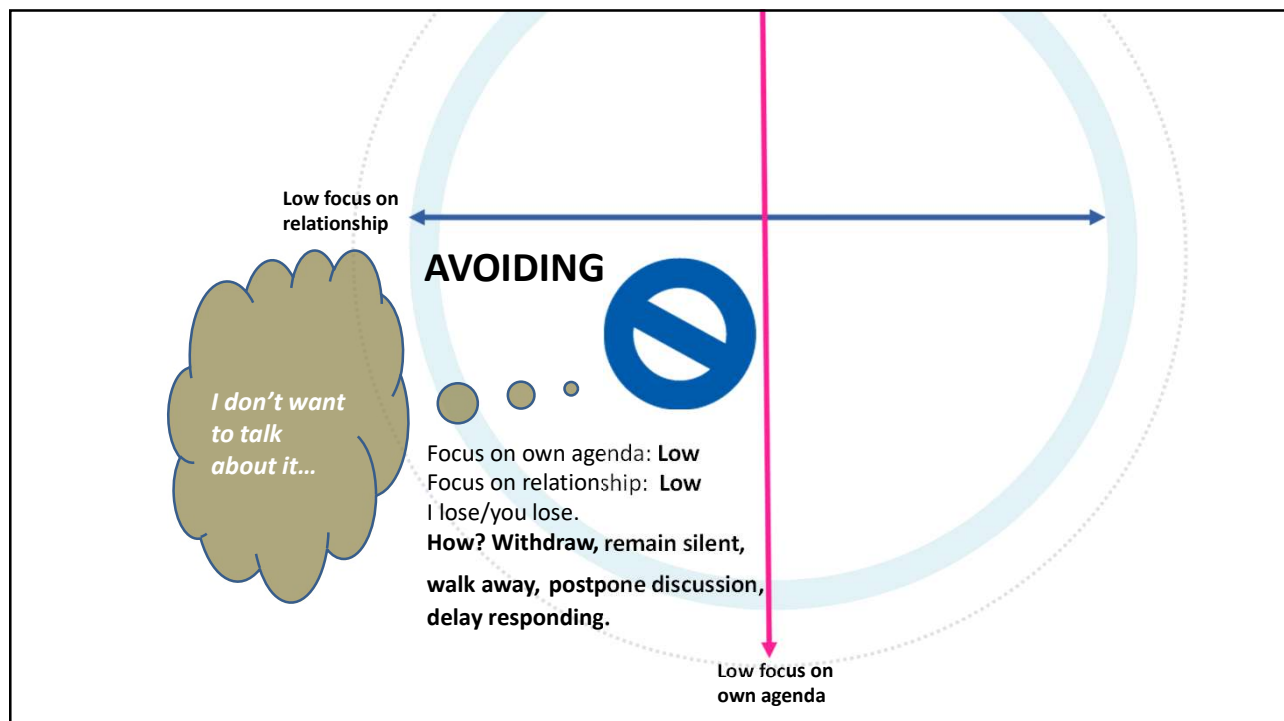 Low focus on
relationship
AVOIDING
I don’t want
to talk
about it…
Focus on own agenda: Low
Focus on relationship: Low
I lose/you lose.
How? Withdraw, remain silent,
walk away, postpone discussion,
delay responding.
Low focus on
own agenda